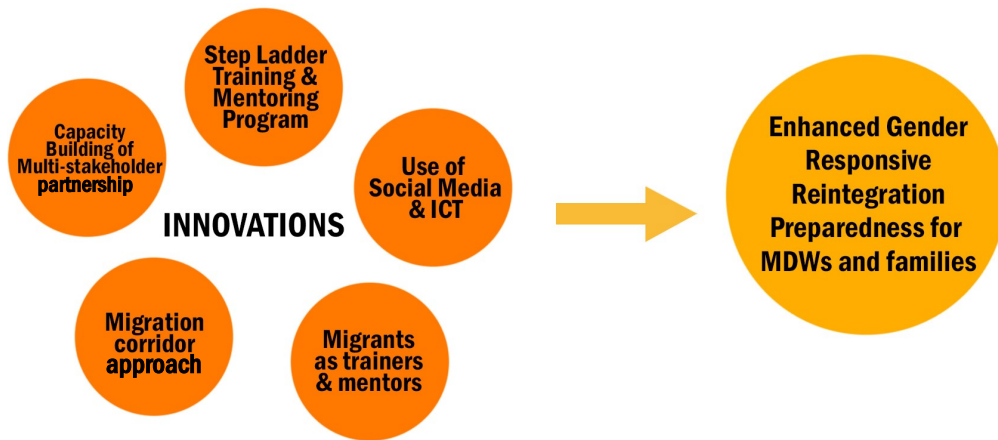 Step Ladder
Training &
Mentoring
Program
Capacity
Building of
Multi-stakeholder
partnership
Use of
Social Media
& ICT
INNOVATIONS
Migration
corridor
approach
Migrants
as trainers
& mentors
Enhanced Gender
Responsive
Reintegration
Preparedness for
MDWs and families